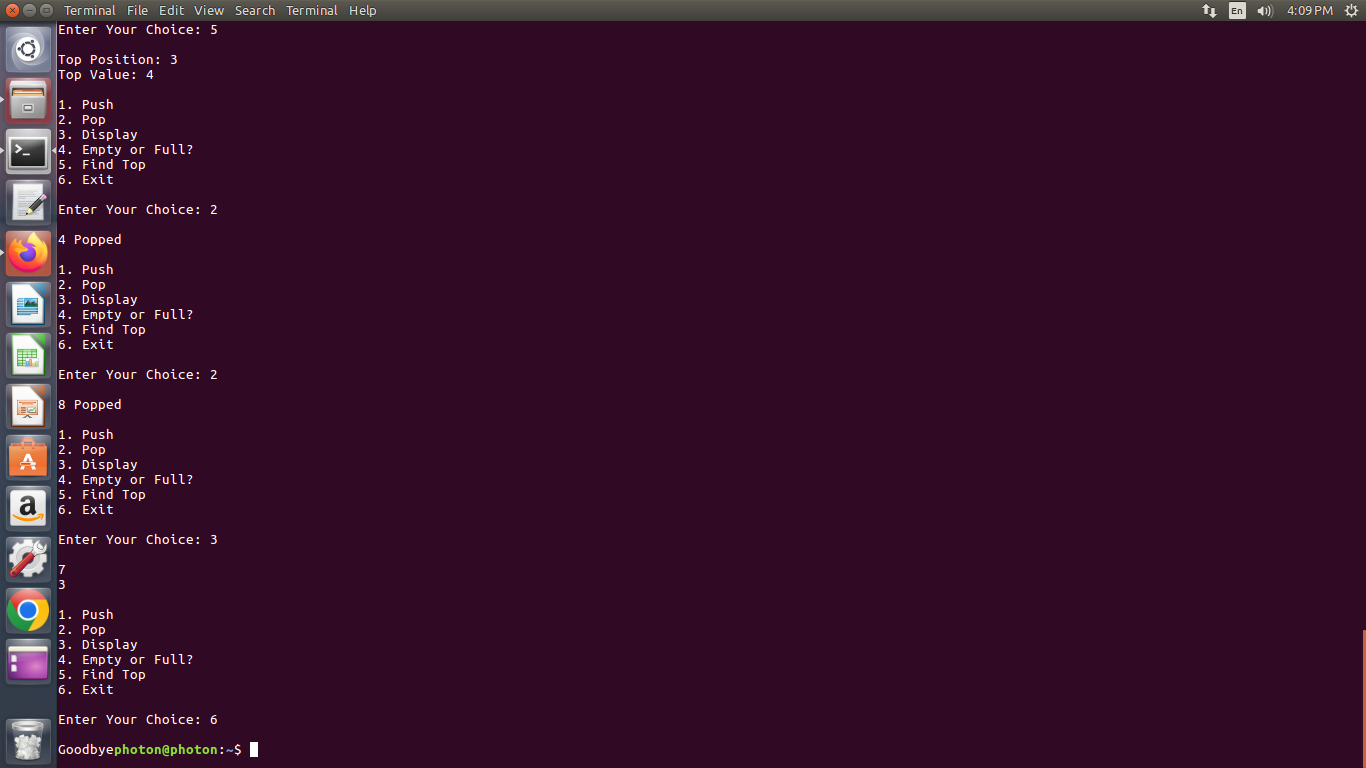 Terminal File Edit View Search Terminal Help En 4:09 PM
Enter Your Choice: 5
Top Position: 3
Top Value: 4
1. Push
2. Pop
3. Display
4. Empty or Full?
5. Find Top
6. Exit
Enter Your Choice: 2
4 Popped
1. Push
2. Pop
3. Display
4. Empty or Full?
5. Find Top
6. Exit
Enter Your Choice: 2
8 Popped
1. Push
2. Pop
3. Display
4. Empty or Full?
5. Find Top
6. Exit
Enter Your Choice: 3
7
3
1. Push
2. Pop
3. Display
4. Empty or Full?
5. Find Top
6. Exit
Enter Your Choice: 6
Goodbyephoton@photon:~$